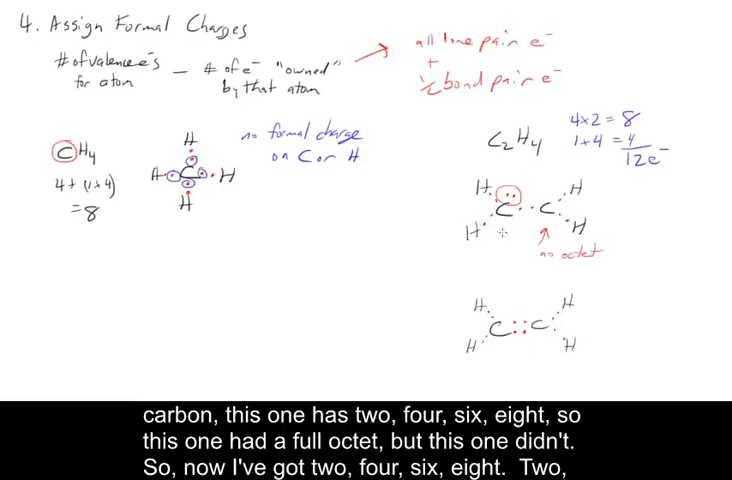 4. Assign Formal Charges
# of valence e⁻s for atom – # of e⁻ "owned" by that atom
all lone pair e⁻
+
1/2 bond pair e⁻
CH4
4 + (1×4)
= 8
H
H C H
H
no formal charge
on C or H
C2H4
4×2 = 8
1×4 = 4
12e⁻
H H
C C
H H
no octet
H H
C :: C
H H
carbon, this one has two, four, six, eight, so
this one had a full octet, but this one didn't.
So, now I've got two, four, six, eight. Two,